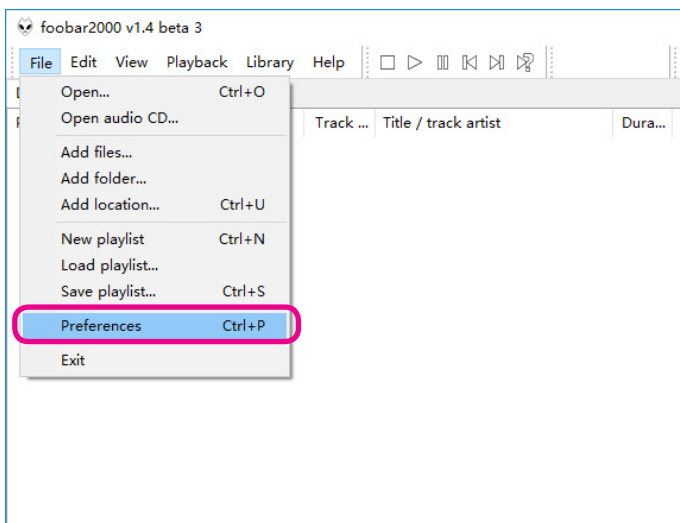 foobar2000 v1.4 beta 3
File Edit View Playback Library Help
Open... Ctrl+O
Open audio CD...
Track ... Title / track artist Dura...
Add files...
Add folder...
Add location... Ctrl+U
New playlist Ctrl+N
Load playlist...
Save playlist... Ctrl+S
Preferences Ctrl+P
Exit